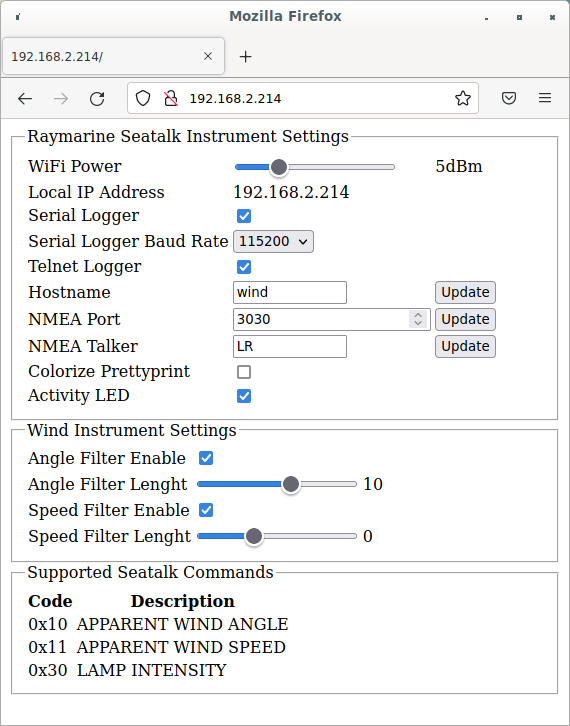 Mozilla Firefox
192.168.2.214/
192.168.2.214
Raymarine Seatalk Instrument Settings
WiFi Power 5dBm
Local IP Address 192.168.2.214
Serial Logger
Serial Logger Baud Rate 115200
Telnet Logger
Hostname wind Update
NMEA Port 3030 Update
NMEA Talker LR Update
Colorize Prettyprint
Activity LED
Wind Instrument Settings
Angle Filter Enable
Angle Filter Lenght 10
Speed Filter Enable
Speed Filter Lenght 0
Supported Seatalk Commands
Code Description
0x10 APPARENT WIND ANGLE
0x11 APPARENT WIND SPEED
0x30 LAMP INTENSITY